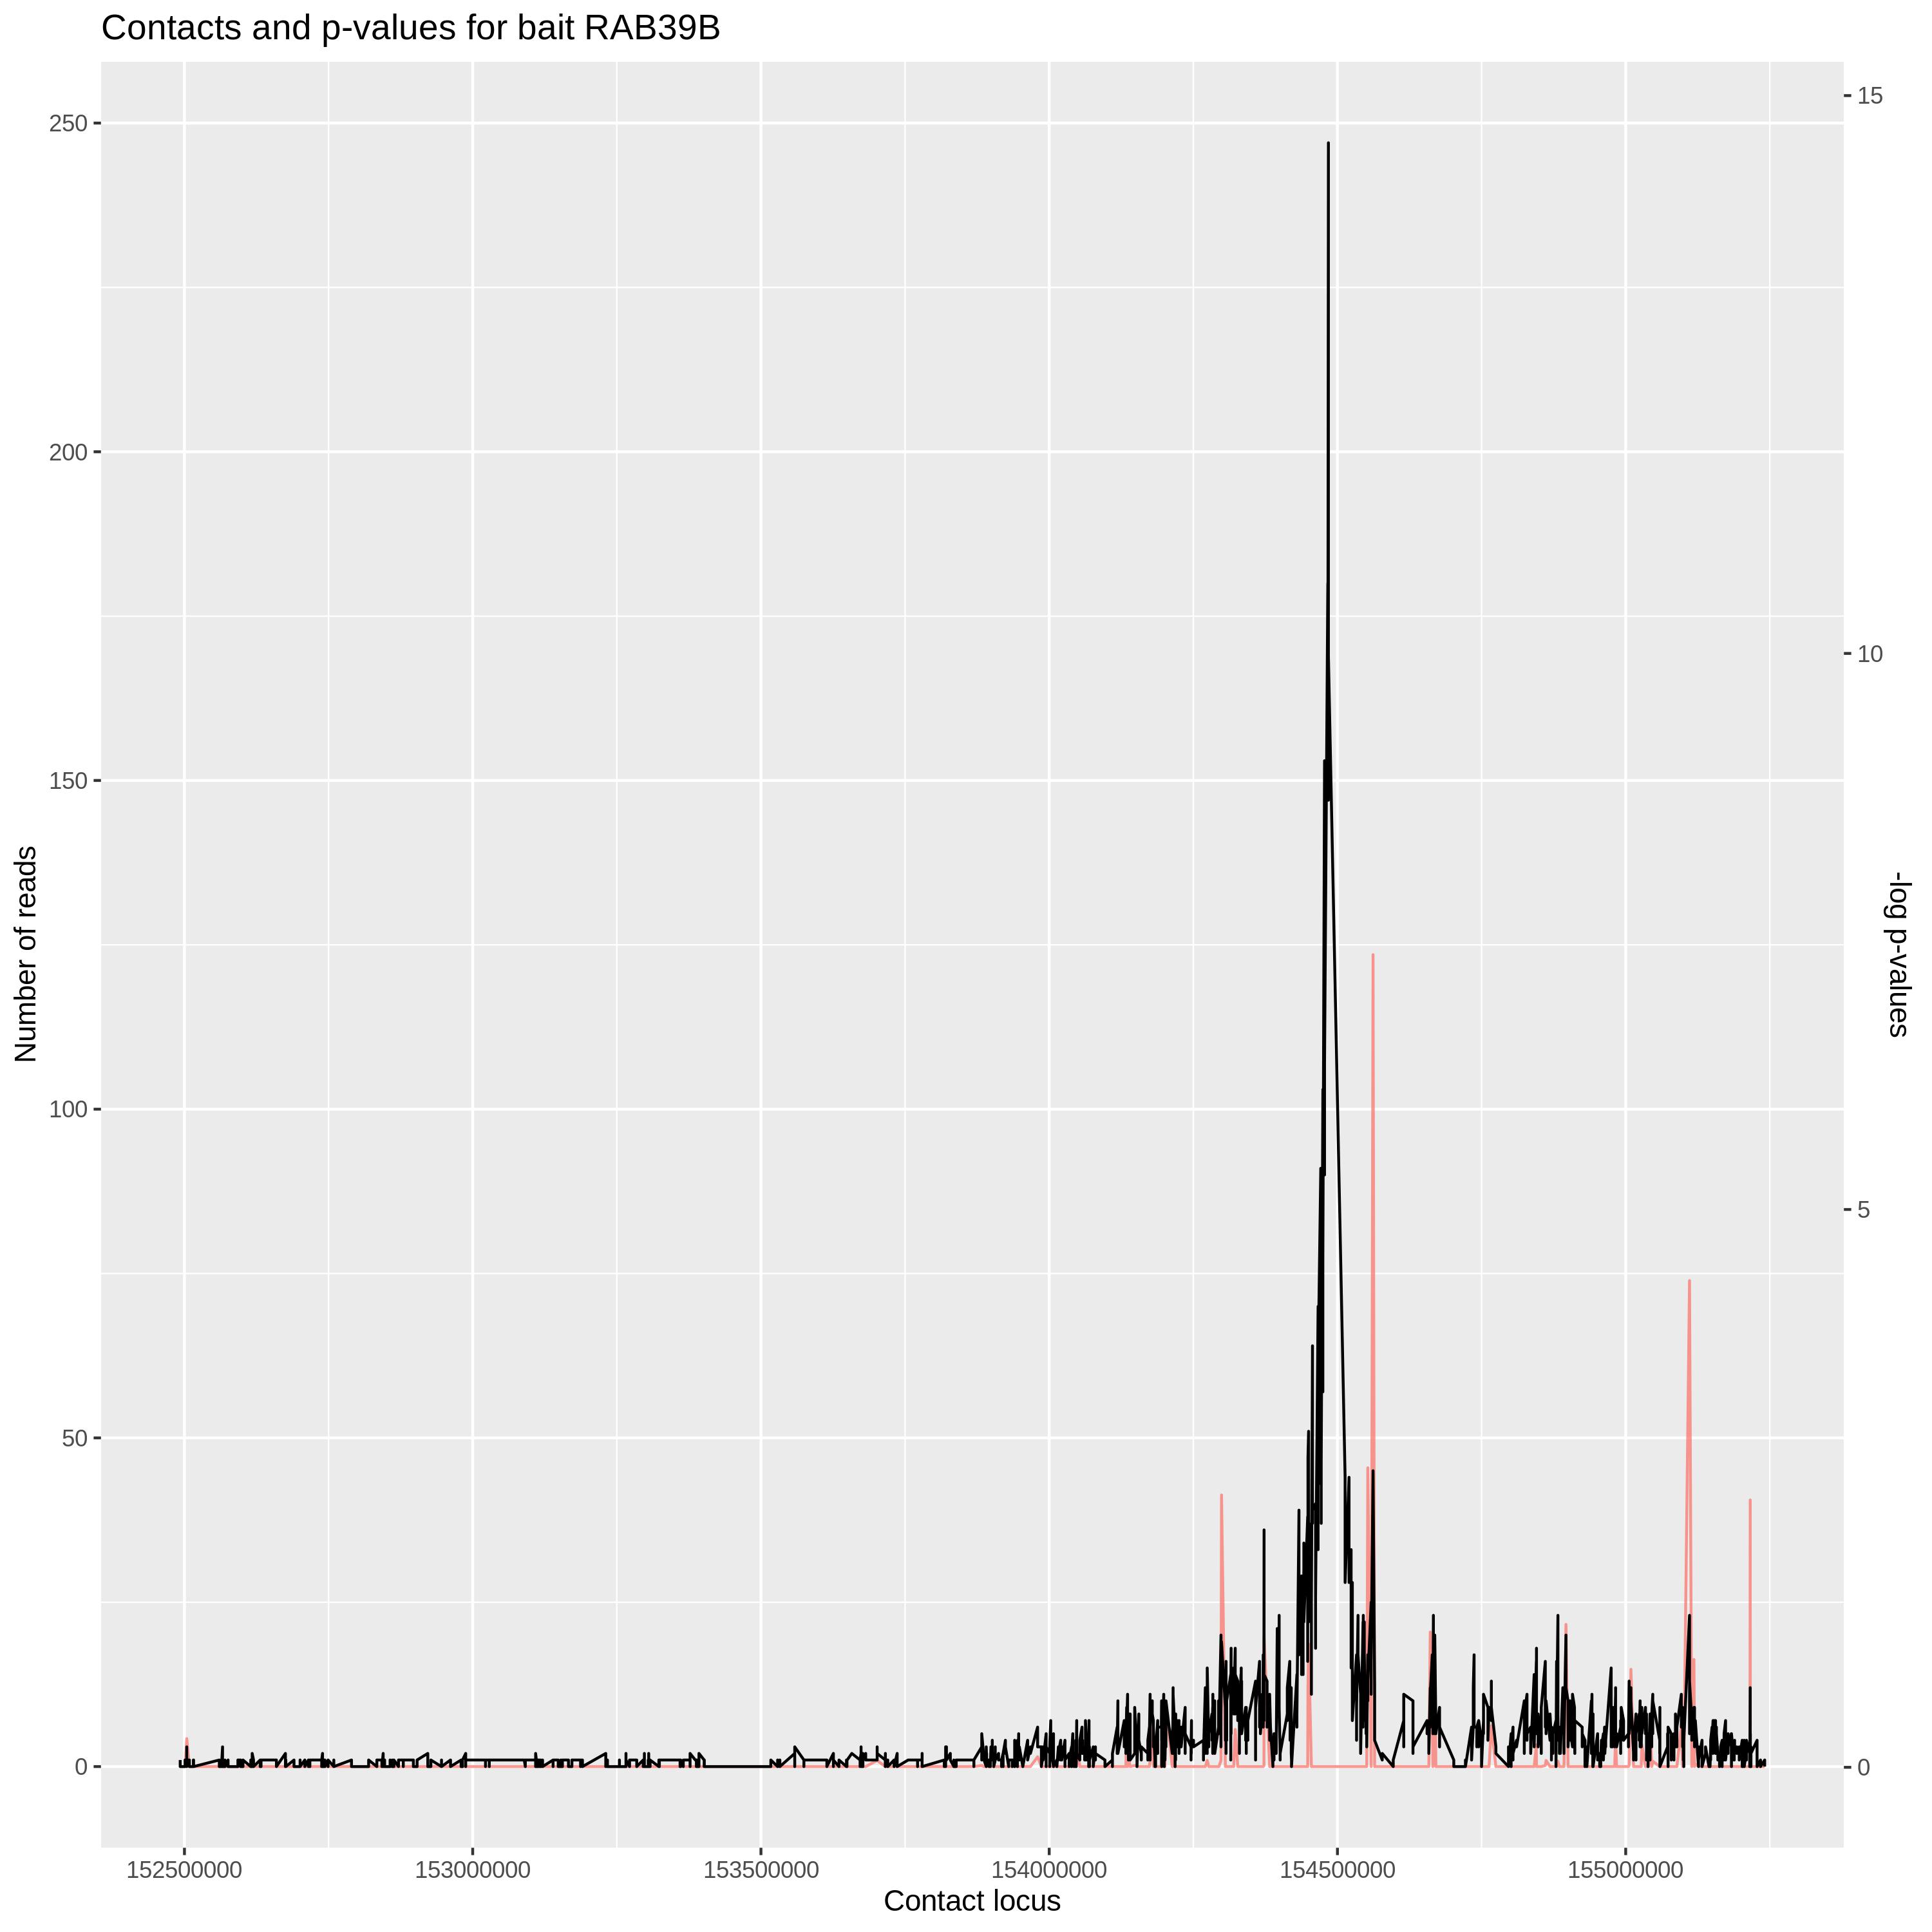 Contacts and p-values for bait RAB39B
250
200
150
100
50
0
Number of reads
15
10
5
0
-log p-values
152500000 153000000 153500000 154000000 154500000 155000000
Contact locus